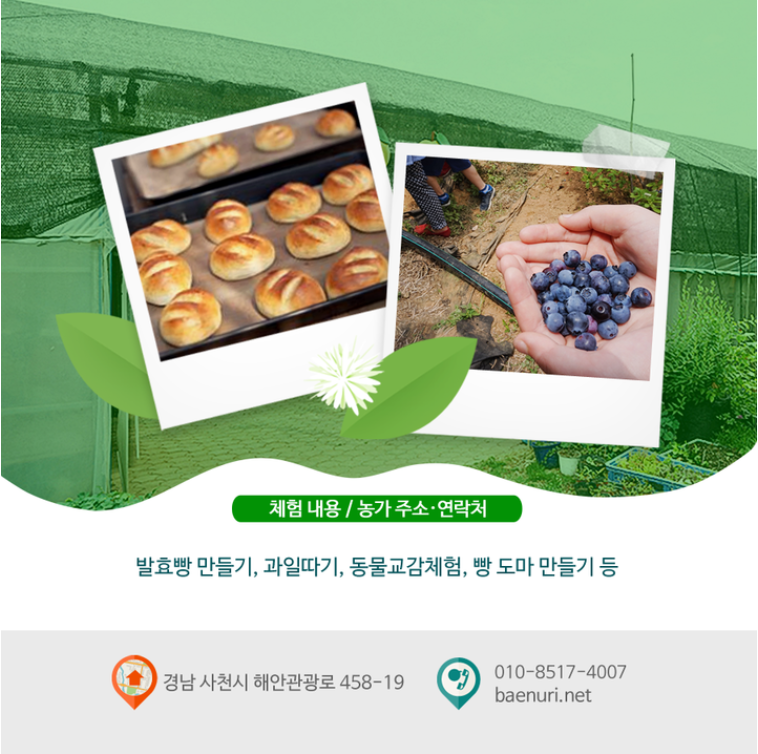 체험 내용 / 농가 주소·연락처
발효빵 만들기, 과일따기, 동물교감체험, 빵 도마 만들기 등
경남 사천시 해안관광로 458-19
010-8517-4007
baenuri.net